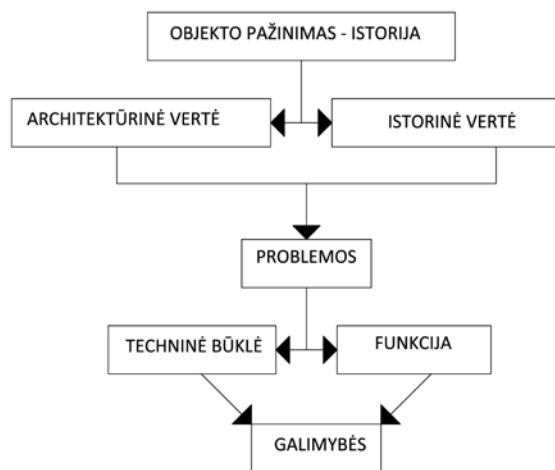 OBJEKTO PAŽINIMAS - ISTORIJA
ARCHITEKTŪRINĖ VERTĖ
ISTORINĖ VERTĖ
PROBLEMOS
TECHNINĖ BŪKLĖ
FUNKCIJA
GALIMYBĖS